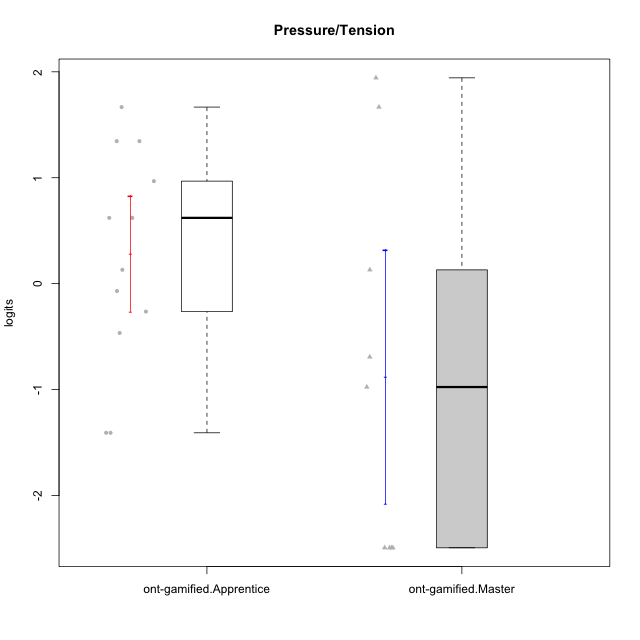 Pressure/Tension
logits
2
1
0
-1
-2
ont-gamified.Apprentice
ont-gamified.Master